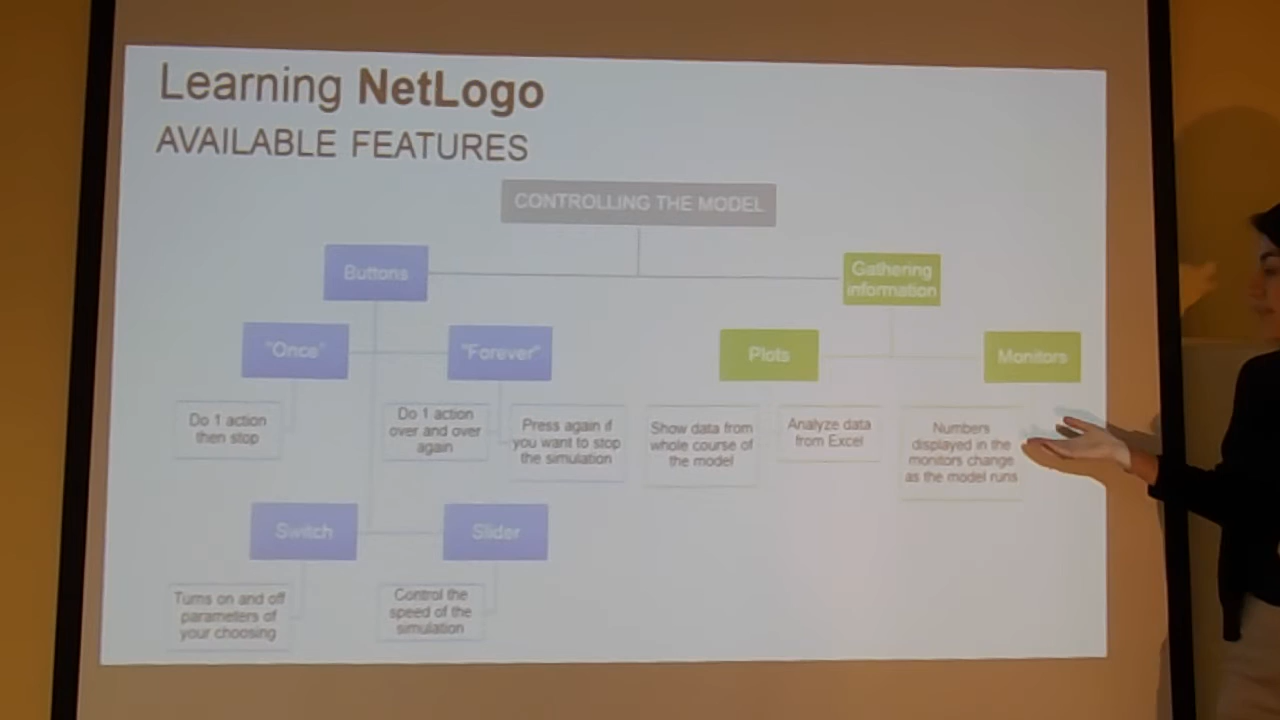 Learning NetLogo
AVAILABLE FEATURES
CONTROLLING THE MODEL
Buttons
Gathering
information
"Once"
"Forever"
Plots
Monitors
Do 1 action
then stop
Do 1 action
over and over
again
Press again if
you want to stop
the simulation
Show data from
whole course of
the model
Analyze data
from Excel
Numbers
displayed in the
monitors change
as the model runs
Switch
Slider
Turns on and off
parameters of
your choosing
Control the
speed of the
simulation